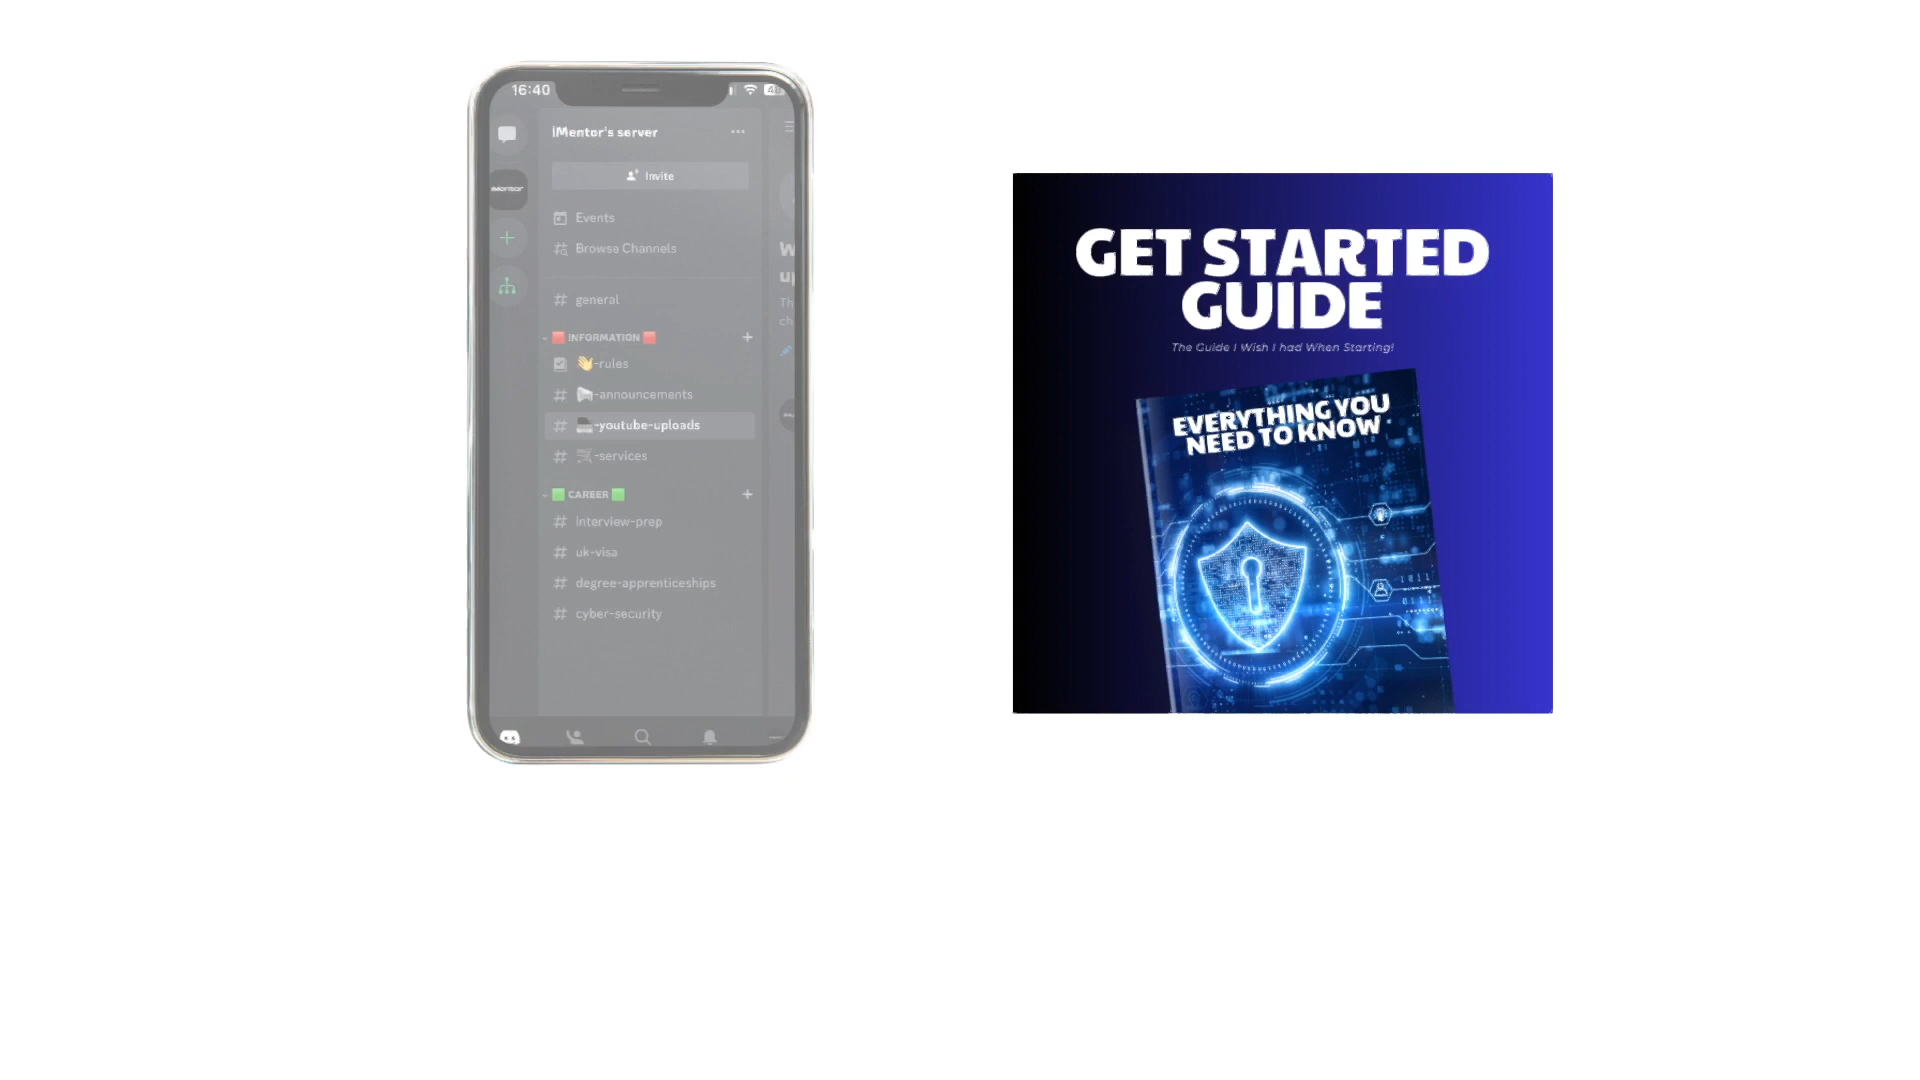 16:40
iMentor's server
Invite
Events
Browse Channels
general
INFORMATION
-rules
-announcements
-youtube-uploads
-services
CAREER
interview-prep
uk-visa
degree-apprenticeships
cyber-security
GET STARTED
GUIDE
The Guide I Wish I had When Starting!
EVERYTHING YOU
NEED TO KNOW